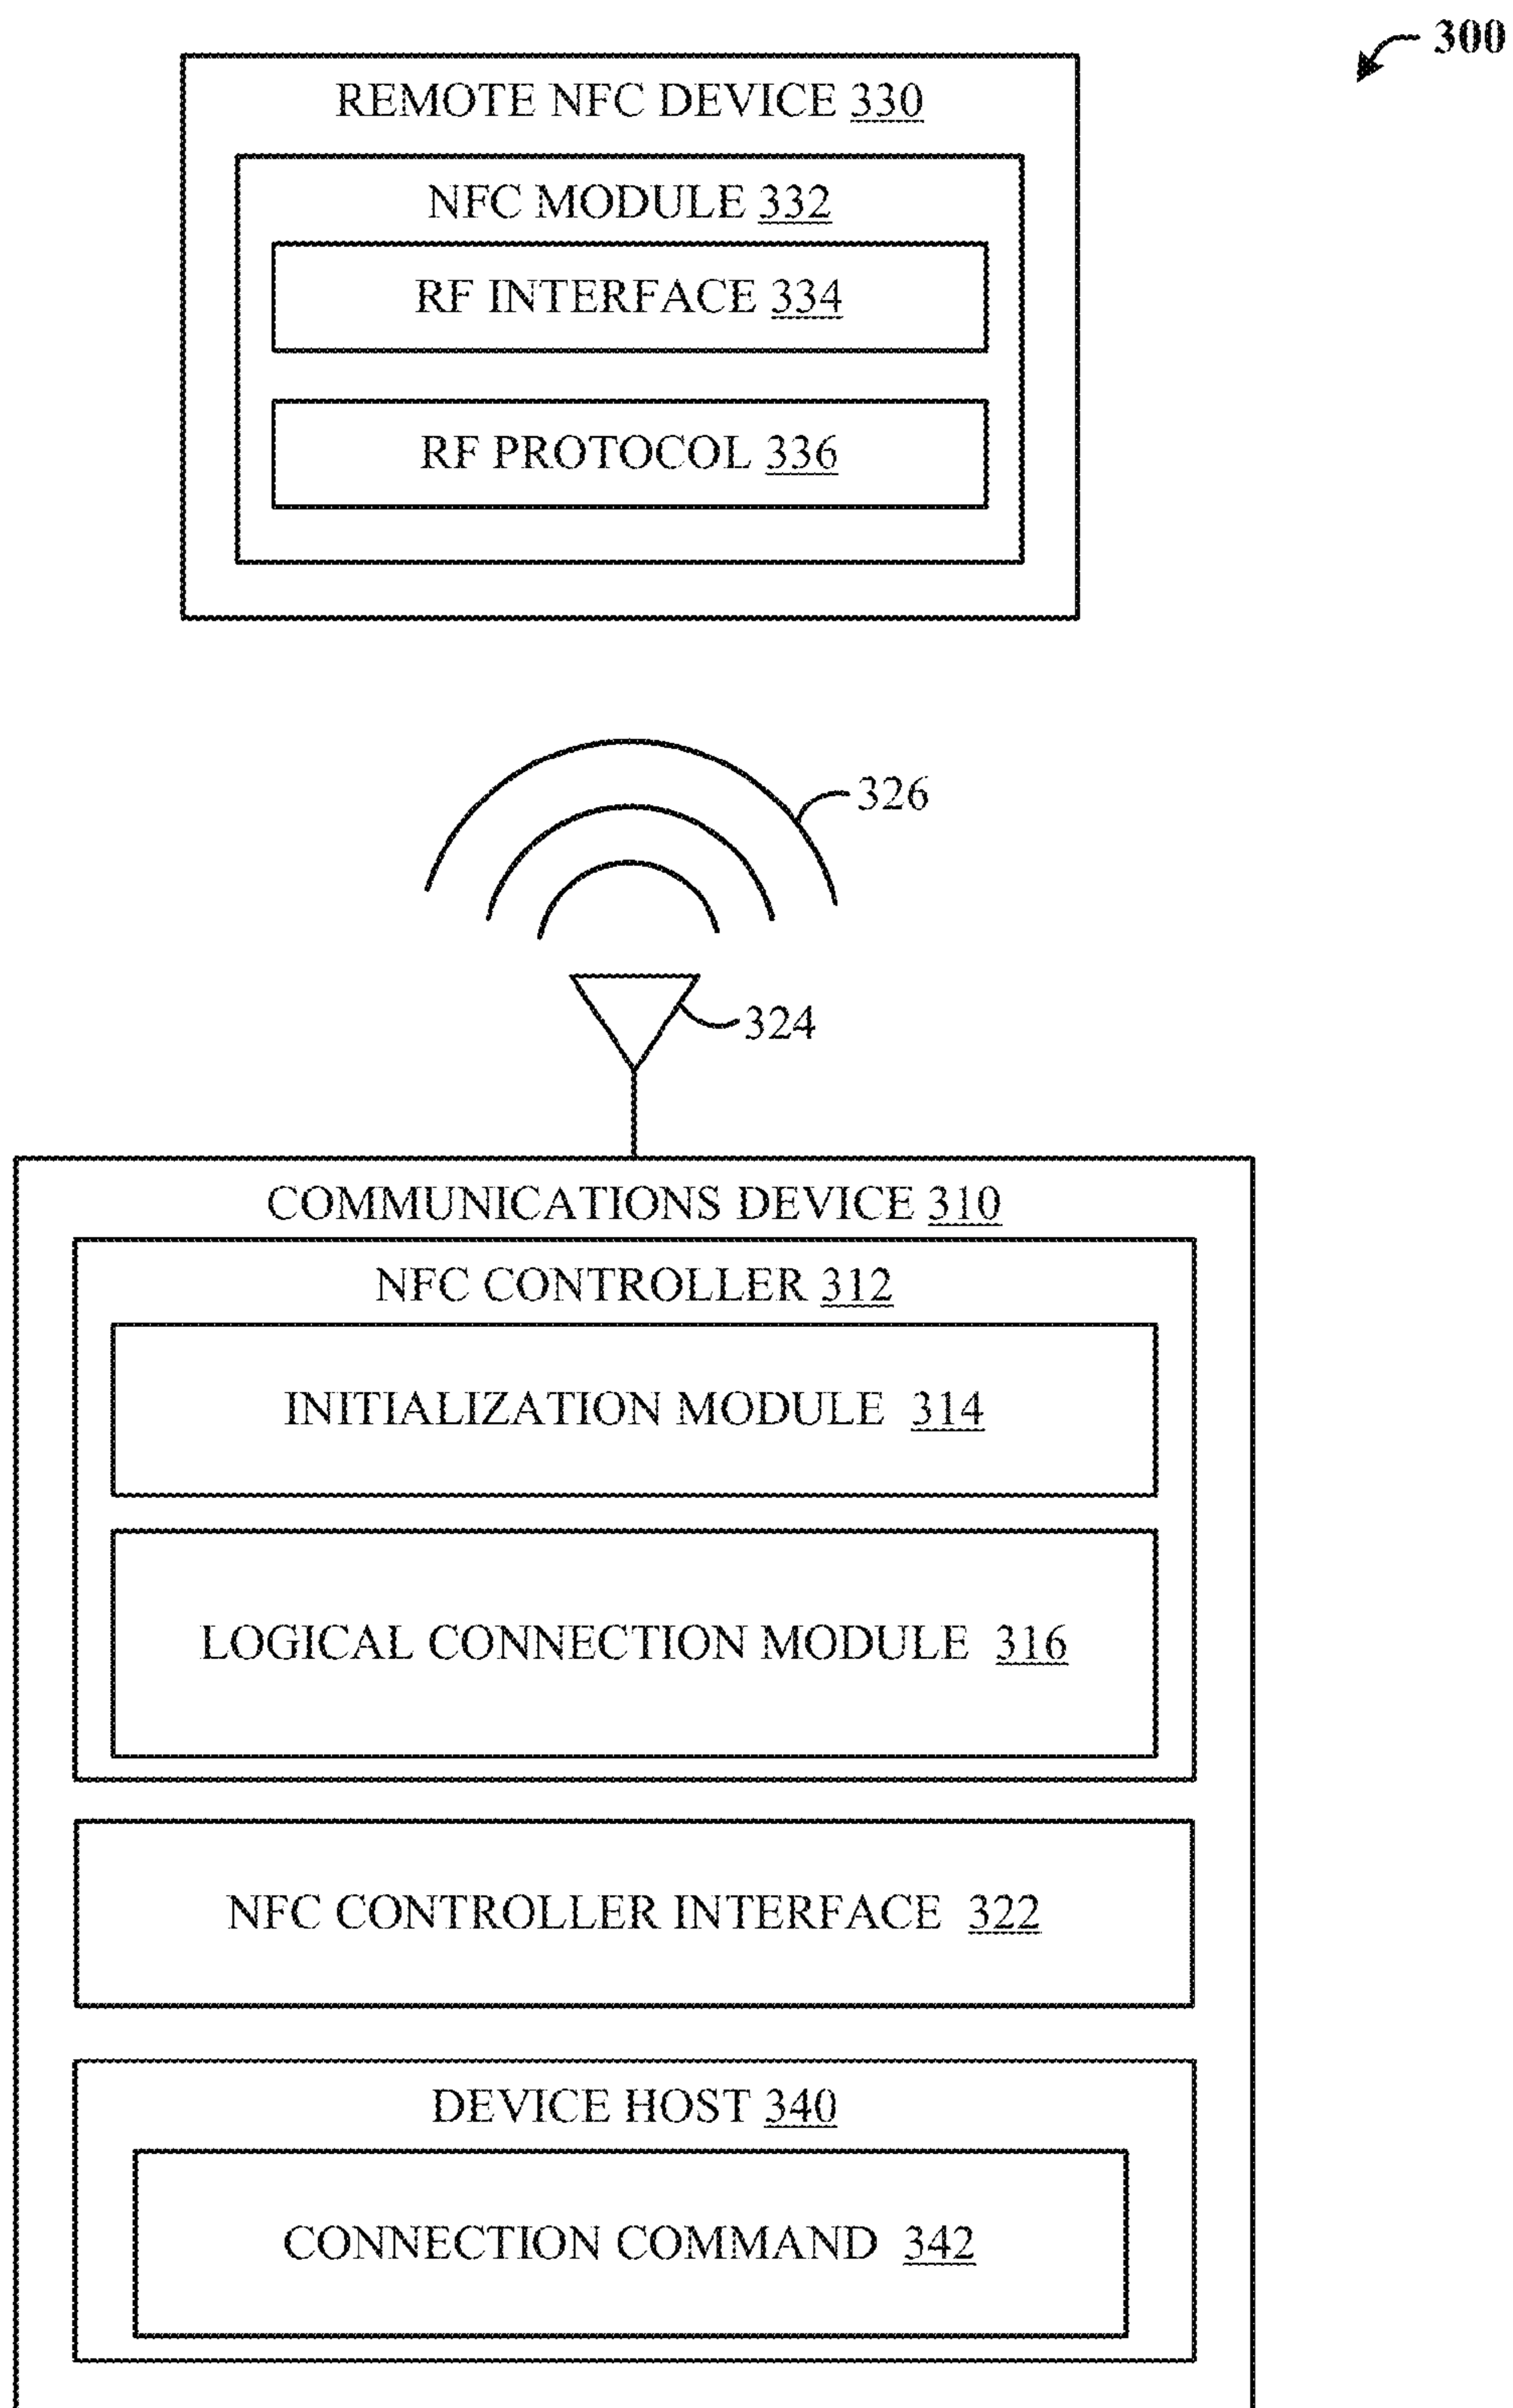 300
REMOTE NFC DEVICE 330
NFC MODULE 332
RF INTERFACE 334
RF PROTOCOL 336
326
324
COMMUNICATIONS DEVICE 310
NFC CONTROLLER 312
INITIALIZATION MODULE 314
LOGICAL CONNECTION MODULE 316
NFC CONTROLLER INTERFACE 322
DEVICE HOST 340
CONNECTION COMMAND 342